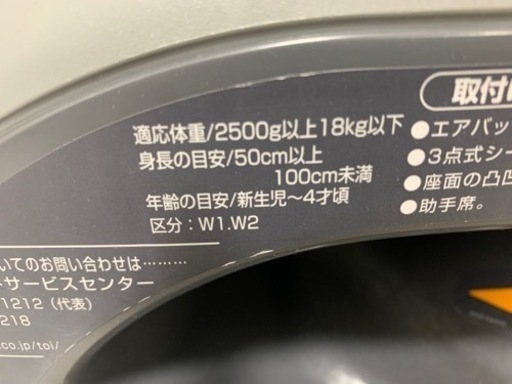 適応体重/2500g以上18kg以下
身長の目安/50cm以上
100cm未満
年齢の目安/新生児〜4才頃
区分：W1.W2
取付
●エアバッ
●3点式シー
●座面の凸凹
●助手席。
いてのお問い合わせは………
ーサービスセンター
1212（代表）
218
.co.jp/toi/